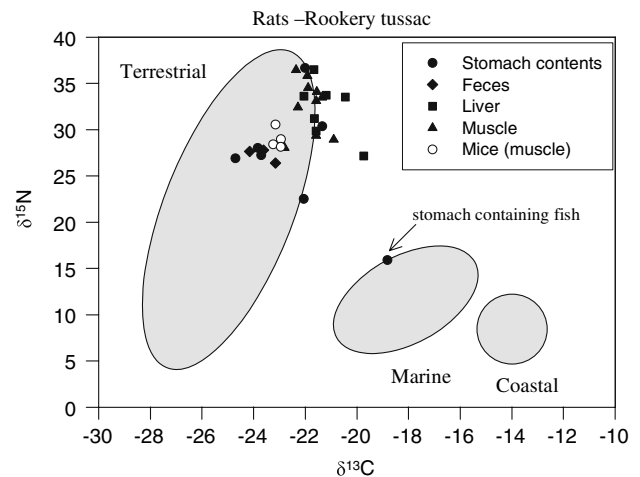 Rats –Rookery tussac
40
35
30
25
20
15
10
5
0
δ¹⁵N
Terrestrial
Stomach contents
Feces
Liver
Muscle
Mice (muscle)
stomach containing fish
Marine
Coastal
-30 -28 -26 -24 -22 -20 -18 -16 -14 -12 -10
δ¹³C